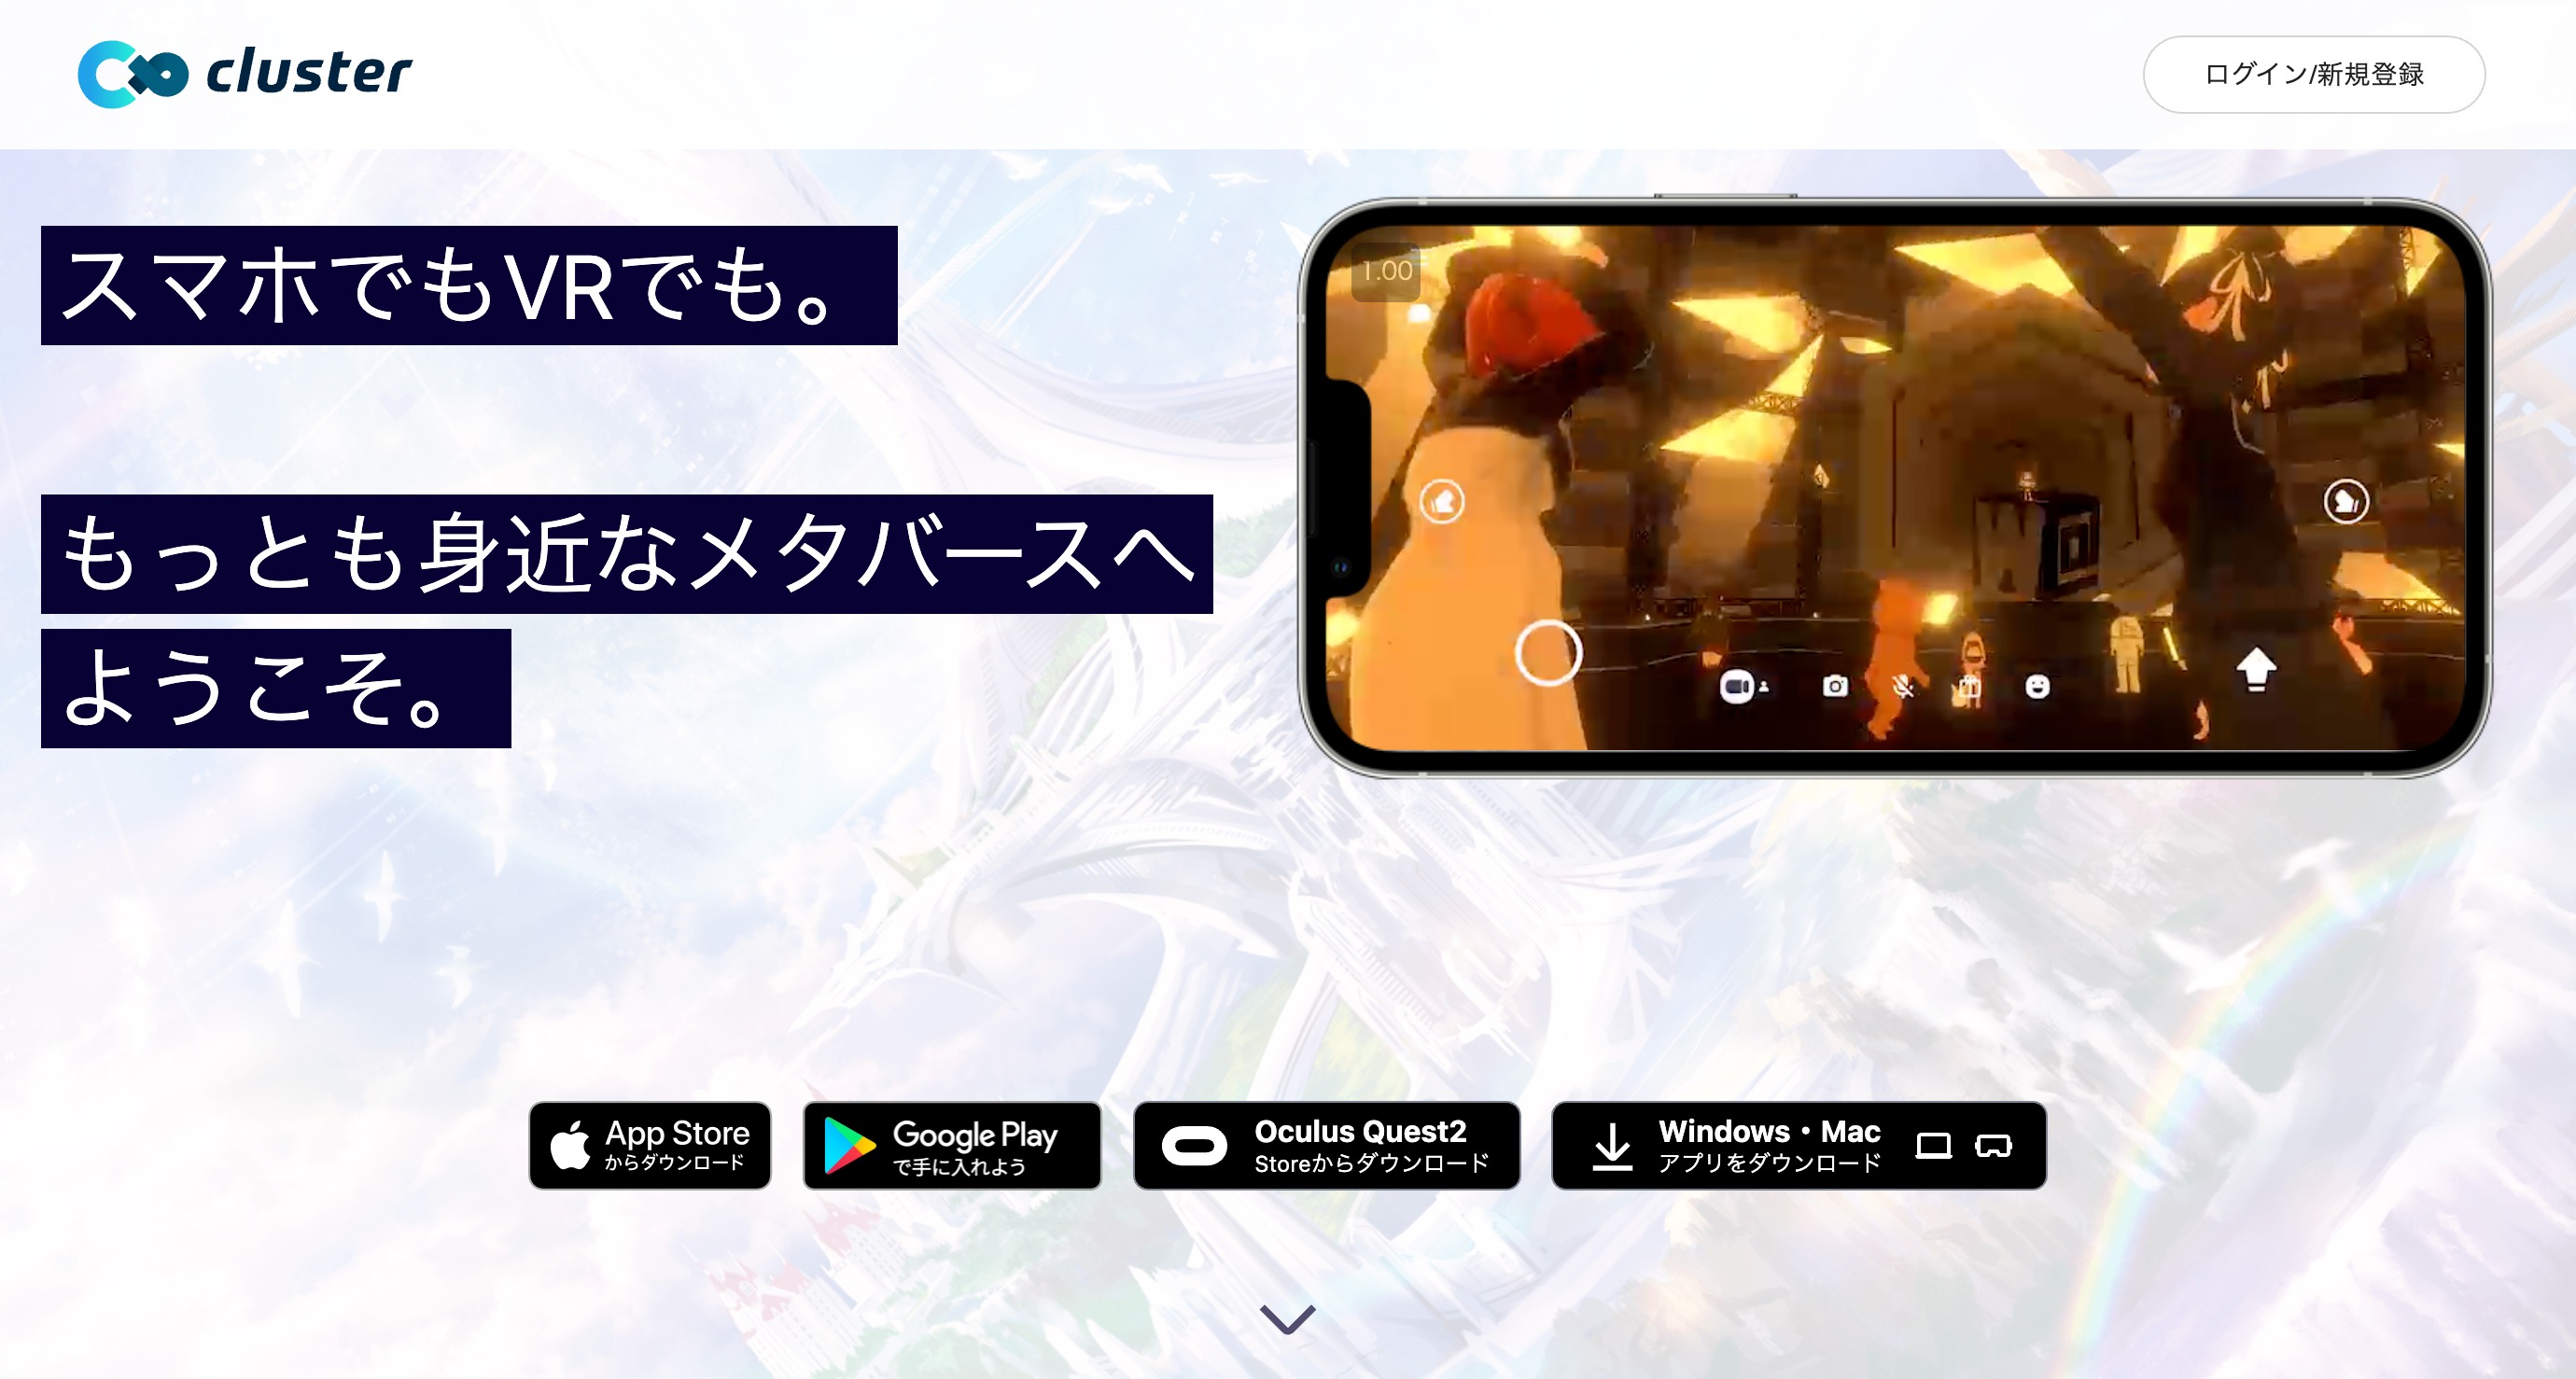 cluster
ログイン/新規登録
スマホでもVRでも。
もっとも身近なメタバースへ
ようこそ。
1.00
App Store
からダウンロード
Google Play
で手に入れよう
Oculus Quest2
Storeからダウンロード
Windows・Mac
アプリをダウンロード